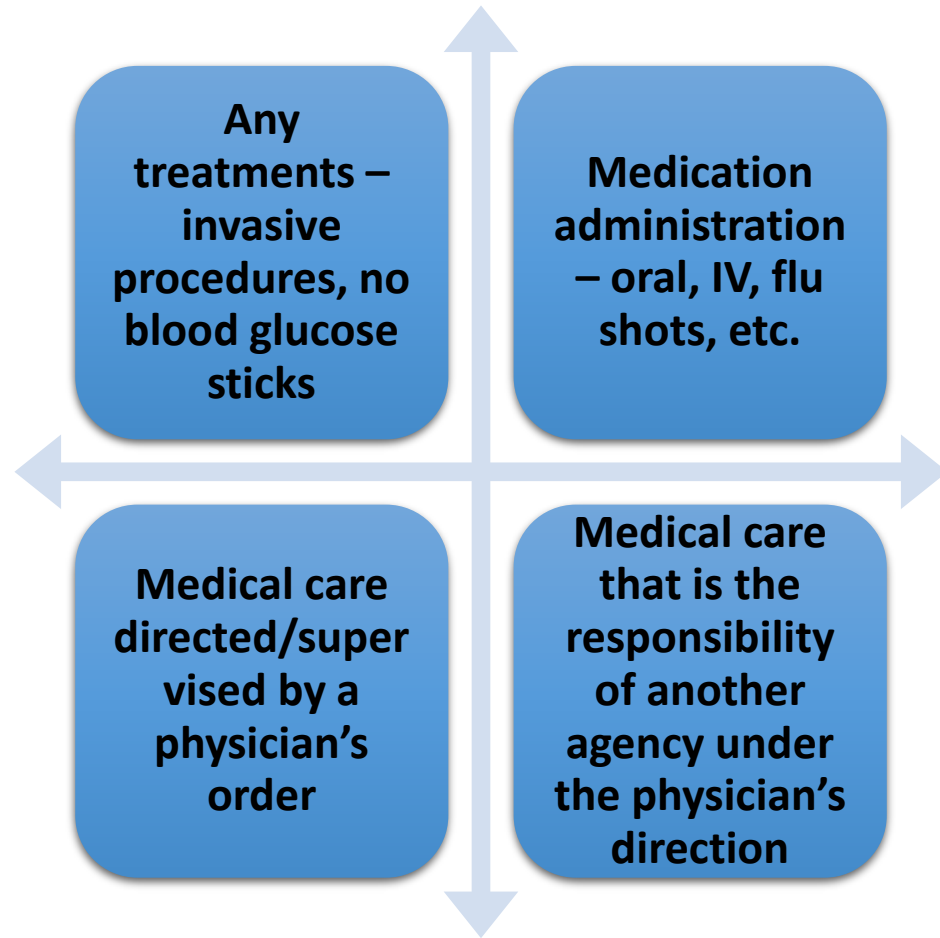 Any
treatments –
invasive
procedures, no
blood glucose
sticks
Medication
administration
– oral, IV, flu
shots, etc.
Medical care
directed/super
vised by a
physician’s
order
Medical care
that is the
responsibility
of another
agency under
the physician’s
direction